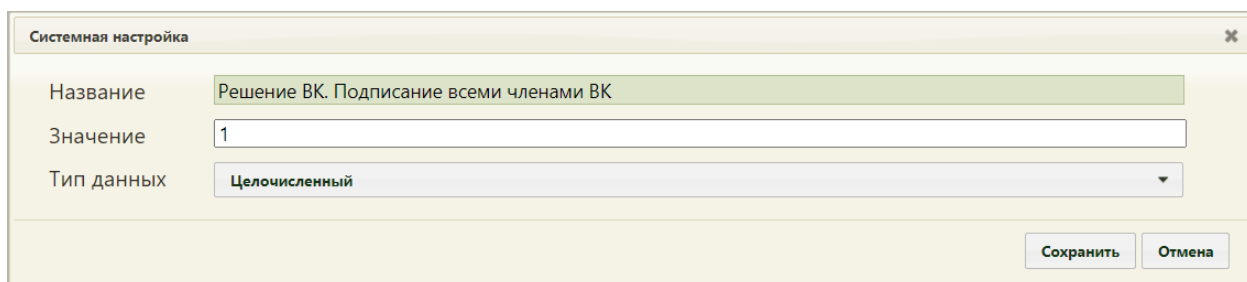 Системная настройка
Название Решение ВК. Подписание всеми членами ВК
Значение 1
Тип данных Целочисленный
Сохранить Отмена